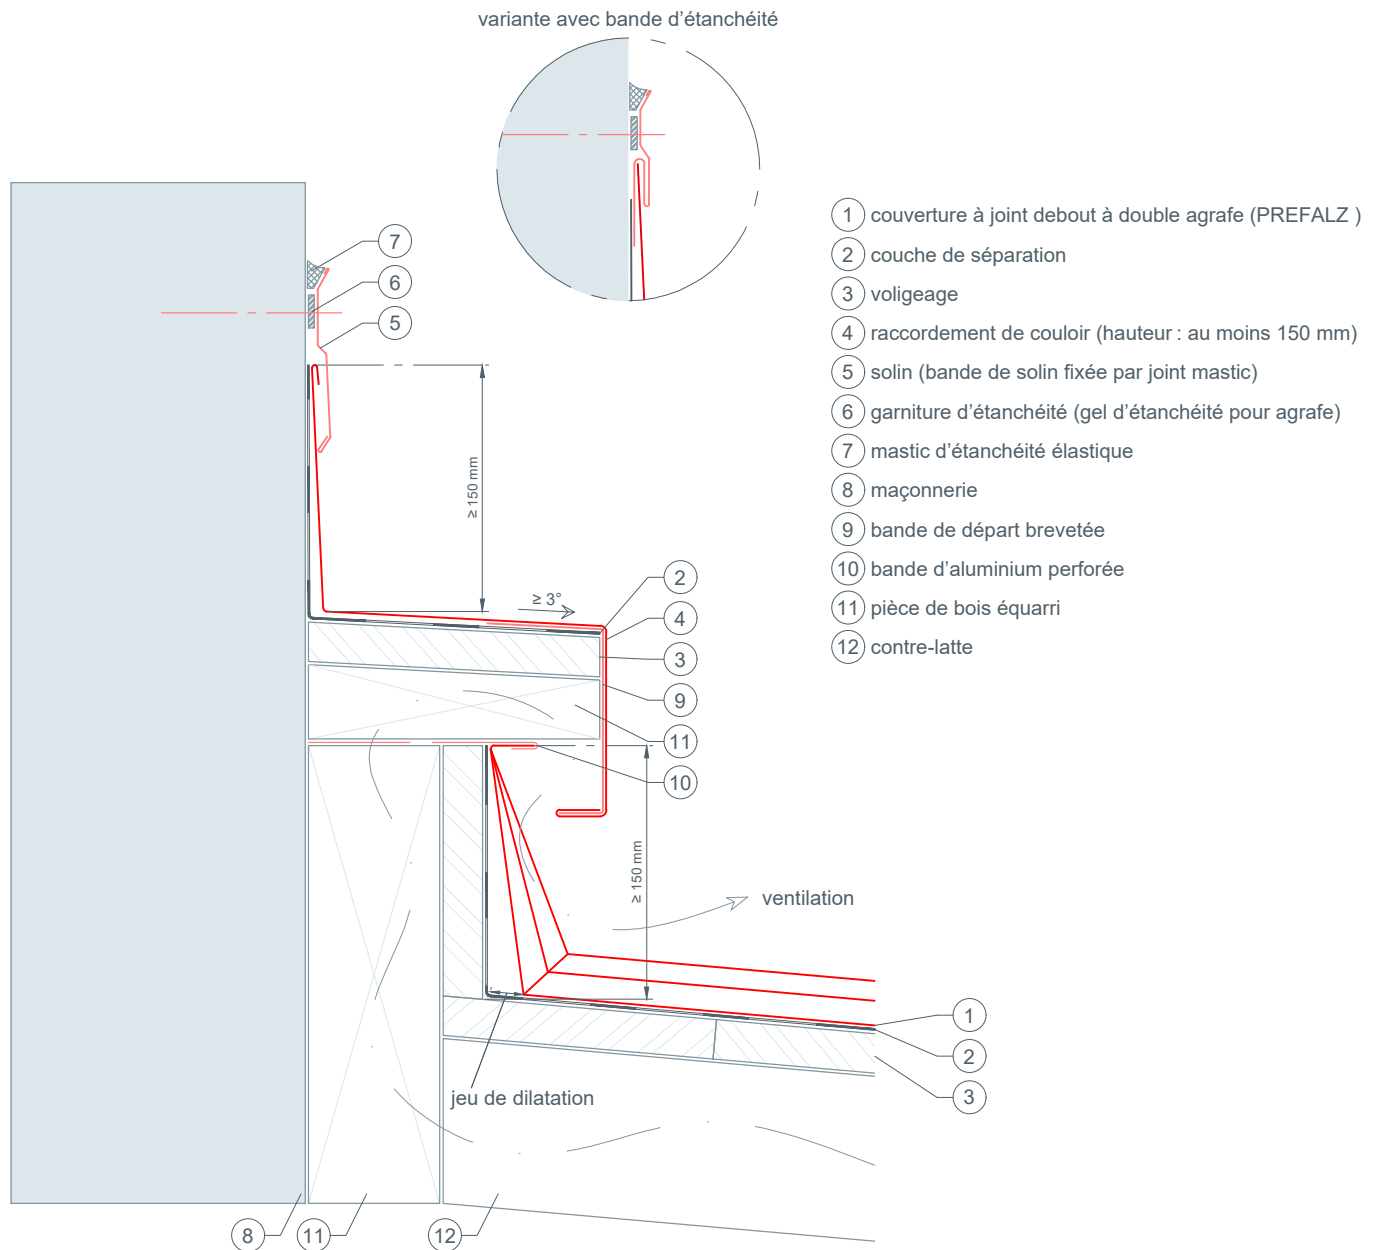 variante avec bande d’étanchéité
7
6
5
1 couverture à joint debout à double agrafe (PREFALZ )
2 couche de séparation
3 voligeage
4 raccordement de couloir (hauteur : au moins 150 mm)
5 solin (bande de solin fixée par joint mastic)
6 garniture d’étanchéité (gel d’étanchéité pour agrafe)
7 mastic d’étanchéité élastique
8 maçonnerie
9 bande de départ brevetée
10 bande d’aluminium perforée
11 pièce de bois équarri
12 contre-latte
≥ 150 mm
≥ 3°
2
4
3
9
11
10
≥ 150 mm
ventilation
1
2
3
jeu de dilatation
8
11
12